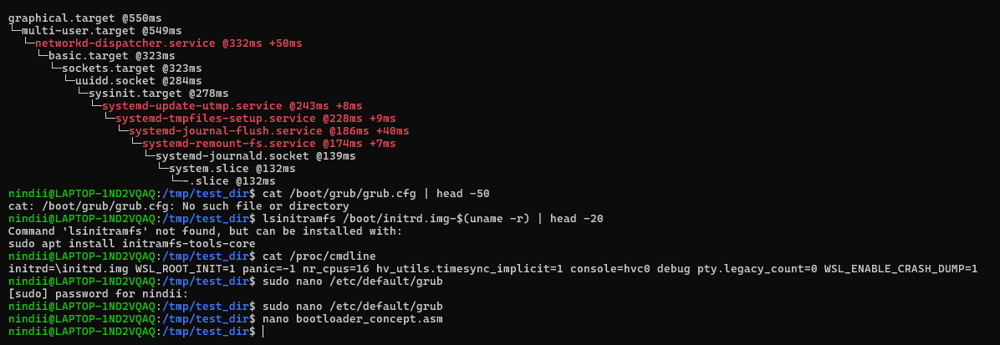 graphical.target @550ms
└─multi-user.target @549ms
  └─networkd-dispatcher.service @332ms +50ms
    └─basic.target @323ms
      └─sockets.target @323ms
        └─uuidd.socket @284ms
          └─sysinit.target @278ms
            └─systemd-update-utmp.service @243ms +8ms
              └─systemd-tmpfiles-setup.service @228ms +9ms
                └─systemd-journal-flush.service @186ms +40ms
                  └─systemd-remount-fs.service @174ms +7ms
                    └─systemd-journald.socket @139ms
                      └─system.slice @132ms
                        └─-.slice @132ms
nindii@LAPTOP-1ND2VQAQ:/tmp/test_dir$ cat /boot/grub/grub.cfg | head -50
cat: /boot/grub/grub.cfg: No such file or directory
nindii@LAPTOP-1ND2VQAQ:/tmp/test_dir$ lsinitramfs /boot/initrd.img-$(uname -r) | head -20
Command 'lsinitramfs' not found, but can be installed with:
sudo apt install initramfs-tools-core
nindii@LAPTOP-1ND2VQAQ:/tmp/test_dir$ cat /proc/cmdline
initrd=\initrd.img WSL_ROOT_INIT=1 panic=-1 nr_cpus=16 hv_utils.timesync_implicit=1 console=hvc0 debug pty.legacy_count=0 WSL_ENABLE_CRASH_DUMP=1
nindii@LAPTOP-1ND2VQAQ:/tmp/test_dir$ sudo nano /etc/default/grub
[sudo] password for nindii:
nindii@LAPTOP-1ND2VQAQ:/tmp/test_dir$ sudo nano /etc/default/grub
nindii@LAPTOP-1ND2VQAQ:/tmp/test_dir$ nano bootloader_concept.asm
nindii@LAPTOP-1ND2VQAQ:/tmp/test_dir$